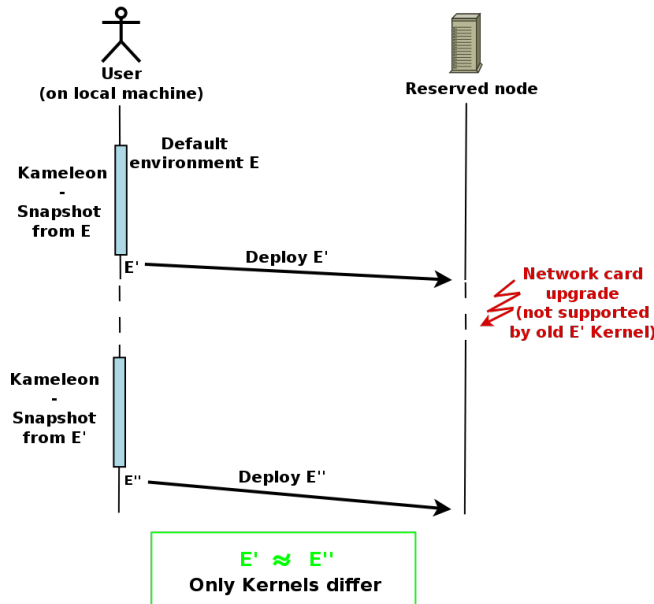 User
(on local machine)
Reserved node
Default
environment E
Kameleon
-
Snapshot
from E
E'
Deploy E'
Network card
upgrade
(not supported
by old E' Kernel)
Kameleon
-
Snapshot
from E'
E''
Deploy E''
E' ≈ E''
Only Kernels differ